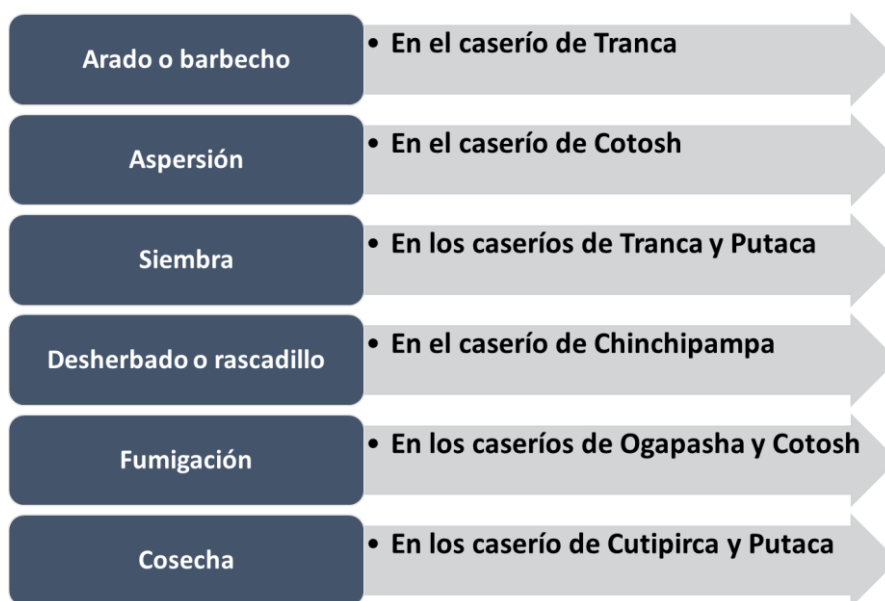 Arado o barbecho
• En el caserío de Tranca
Aspersión
• En el caserío de Cotosh
Siembra
• En los caseríos de Tranca y Putaca
Desherbado o rascadillo
• En el caserío de Chinchipampa
Fumigación
• En los caseríos de Ogapasha y Cotosh
Cosecha
• En los caserío de Cutipirca y Putaca